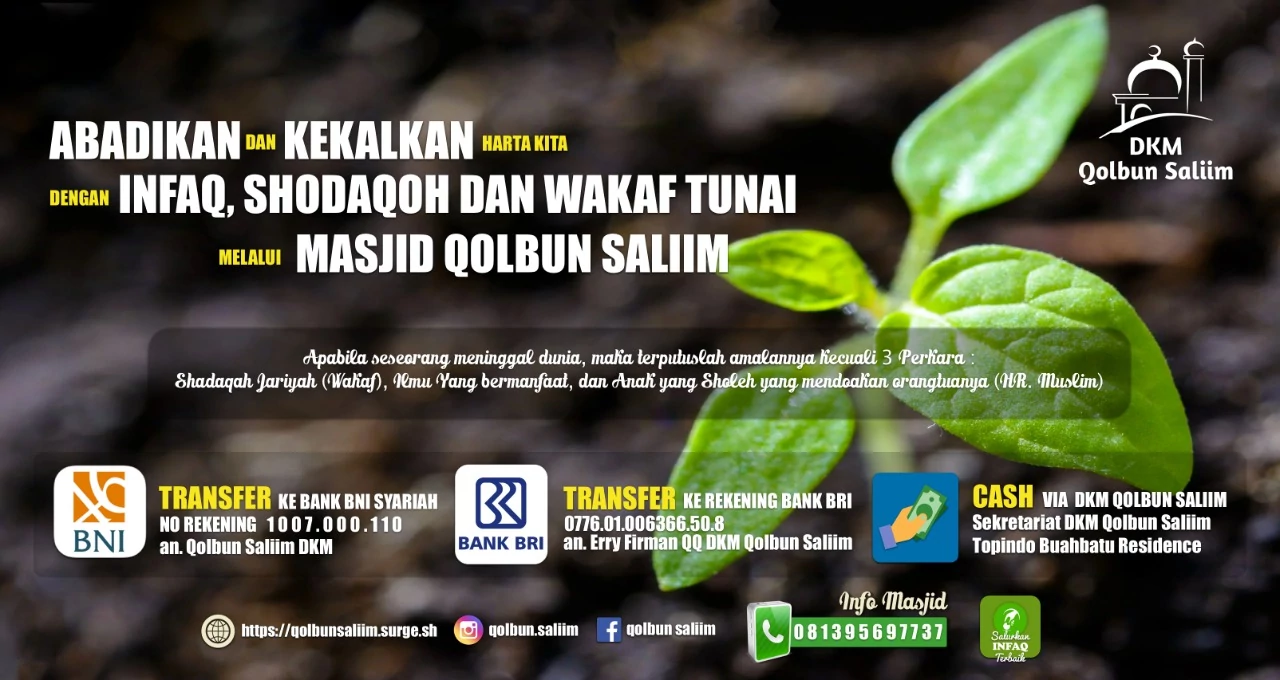 DKM
Qolbun Saliim
ABADIKAN DAN KEKALKAN HARTA KITA
DENGAN INFAQ, SHODAQOH DAN WAKAF TUNAI
MELALUI MASJID QOLBUN SALIIM
Apabila seseorang meninggal dunia, maka terputuslah amalannya kecuali 3 Perkara :
Shadaqah Jariyah (Wakaf), Ilmu Yang bermanfaat, dan Anak yang Sholeh yang mendoakan orangtuanya (HR. Muslim)
BNI
TRANSFER KE BANK BNI SYARIAH
NO REKENING 1007.000.110
an. Qolbun Saliim DKM
BANK BRI
TRANSFER KE REKENING BANK BRI
0776.01.006366.50.8
an. Erry Firman QQ DKM Qolbun Saliim
CASH VIA DKM QOLBUN SALIIM
Sekretariat DKM Qolbun Saliim
Topindo Buahbatu Residence
https://qolbunsaliim.surge.sh
qolbun.saliim
qolbun saliim
Info Masjid
081395697737
Salurkan
INFAQ
Terbaik